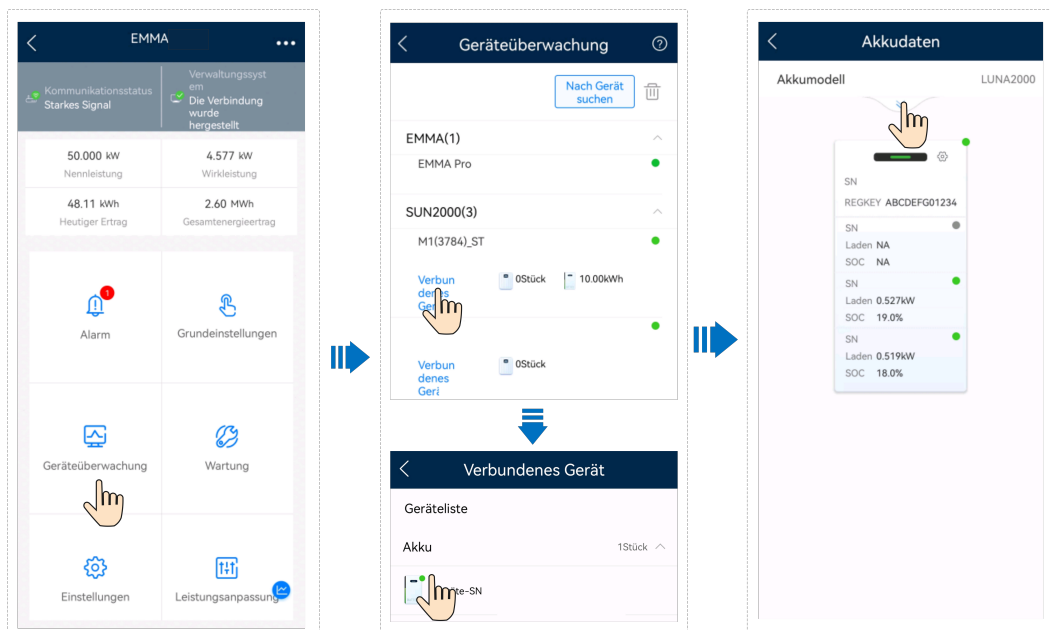 EMMA
Kommunikationsstatus
Starkes Signal
Verwaltungssyst
em
Die Verbindung
wurde
hergestellt
50.000 kW
Nennleistung
4.577 kW
Wirkleistung
48.11 kWh
Heutiger Ertrag
2.60 MWh
Gesamtenergieertrag
1
Alarm
Grundeinstellungen
Geräteüberwachung
Wartung
Einstellungen
Leistungsanpassung
Geräteüberwachung
Nach Gerät
suchen
EMMA(1)
EMMA Pro
SUN2000(3)
M1(3784)_ST
Verbun
denes
0Stück
10.00kWh
Verbun
denes
Gerä
0Stück
Verbundenes Gerät
Geräteliste
Akku
1Stück
Akkudaten
Akkumodell
LUNA2000
SN
REGKEY ABCDEFG01234
SN
Laden NA
SOC NA
SN
Laden 0.527kW
SOC 19.0%
SN
Laden 0.519kW
SOC 18.0%